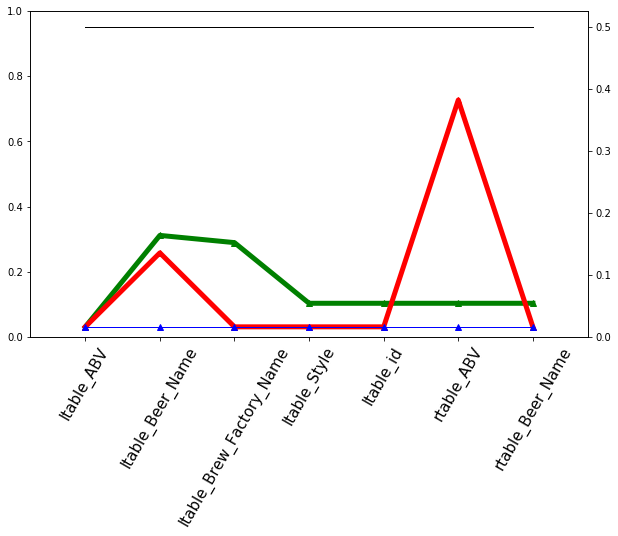 1.0
0.8
0.6
0.4
0.2
0.0
0.5
0.4
0.3
0.2
0.1
0.0
ltable_ABV
ltable_Beer_Name
ltable_Brew_Factory_Name
ltable_Style
ltable_id
rtable_ABV
rtable_Beer_Name